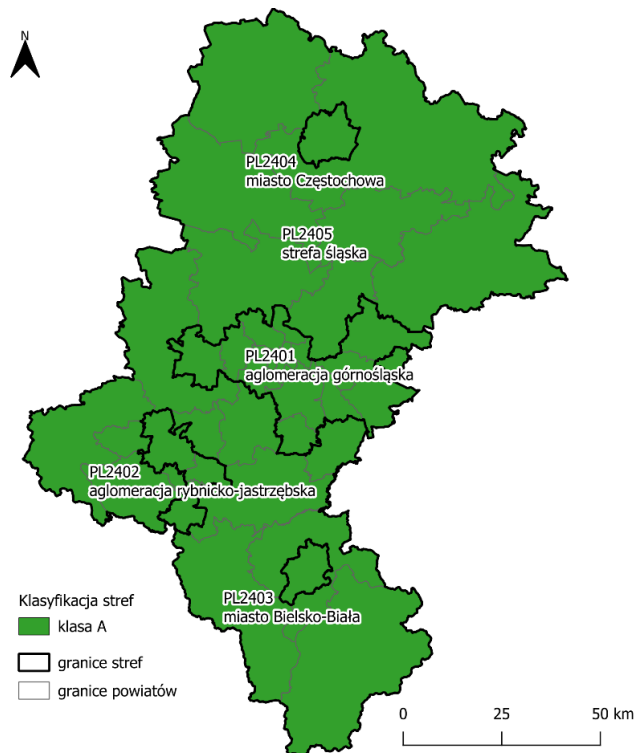 N
PL2404
miasto Częstochowa
PL2405
strefa śląska
PL2401
aglomeracja górnośląska
PL2402
aglomeracja rybnicko-jastrzębska
PL2403
miasto Bielsko-Biała
Klasyfikacja stref
klasa A
granice stref
granice powiatów
0 25 50 km